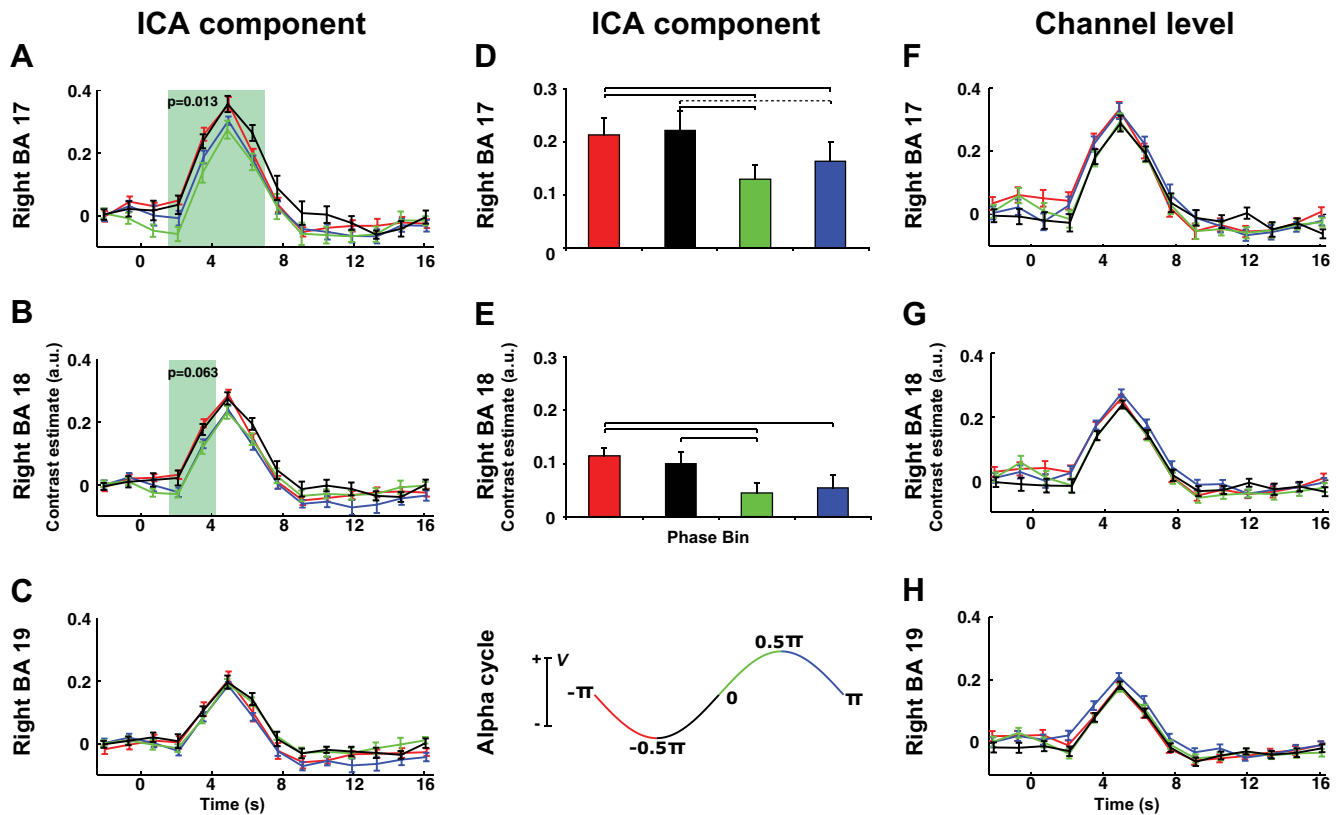 ICA component
ICA component
Channel level
A
Right BA 17
0.4
0.2
0
p=0.013
0 4 8 12 16
D
Right BA 17
0.3
0.2
0.1
0
F
Right BA 17
0.4
0.2
0
0 4 8 12 16
B
Right BA 18
Contrast estimate (a.u.)
0.4
0.2
0
p=0.063
0 4 8 12 16
E
Right BA 18
Contrast estimate (a.u.)
0.3
0.2
0.1
0
Phase Bin
G
Right BA 18
Contrast estimate (a.u.)
0.4
0.2
0
0 4 8 12 16
C
Right BA 19
0.4
0.2
0
0 4 8 12 16
Time (s)
Alpha cycle
+ V
-
-π
-0.5π
0
0.5π
π
H
Right BA 19
0.4
0.2
0
0 4 8 12 16
Time (s)